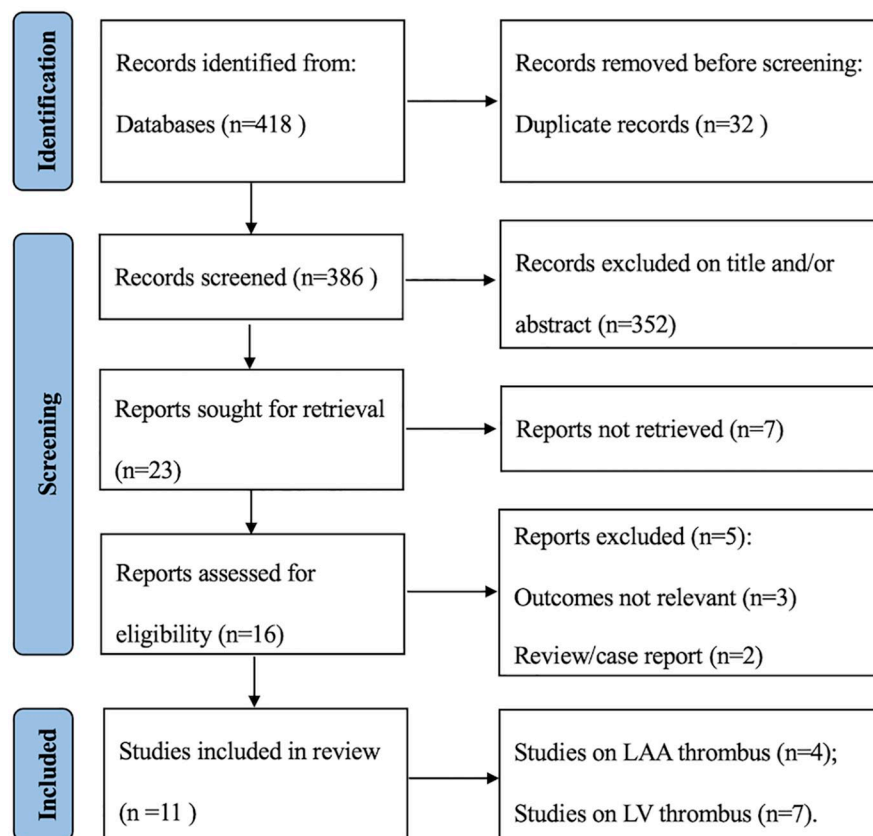 Identification
Records identified from:
Databases (n=418 )
Records removed before screening:
Duplicate records (n=32 )
Screening
Records screened (n=386 )
Records excluded on title and/or
abstract (n=352)
Reports sought for retrieval
(n=23)
Reports not retrieved (n=7)
Reports assessed for
eligibility (n=16)
Reports excluded (n=5):
Outcomes not relevant (n=3)
Review/case report (n=2)
Included
Studies included in review
(n =11 )
Studies on LAA thrombus (n=4);
Studies on LV thrombus (n=7).